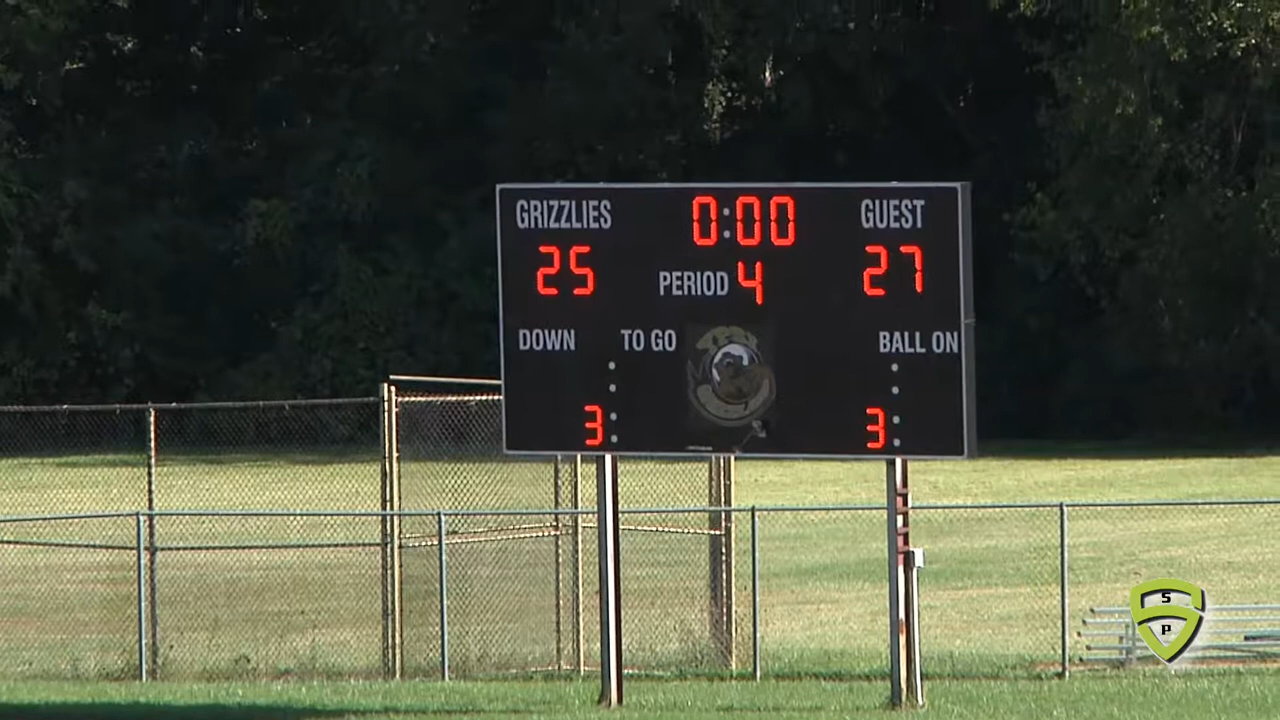 GRIZZLIES 0:00 GUEST
25 PERIOD 4 27
DOWN TO GO BALL ON
3 3
S
P